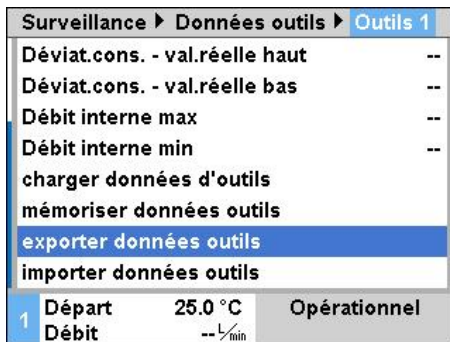 Surveillance ▶ Données outils ▶ Outils 1
Déviat.cons. - val.réelle haut --
Déviat.cons. - val.réelle bas --
Débit interne max --
Débit interne min --
charger données d'outils
mémoriser données outils
exporter données outils
importer données outils
1 Départ 25.0 °C Opérationnel
Débit -- L/min